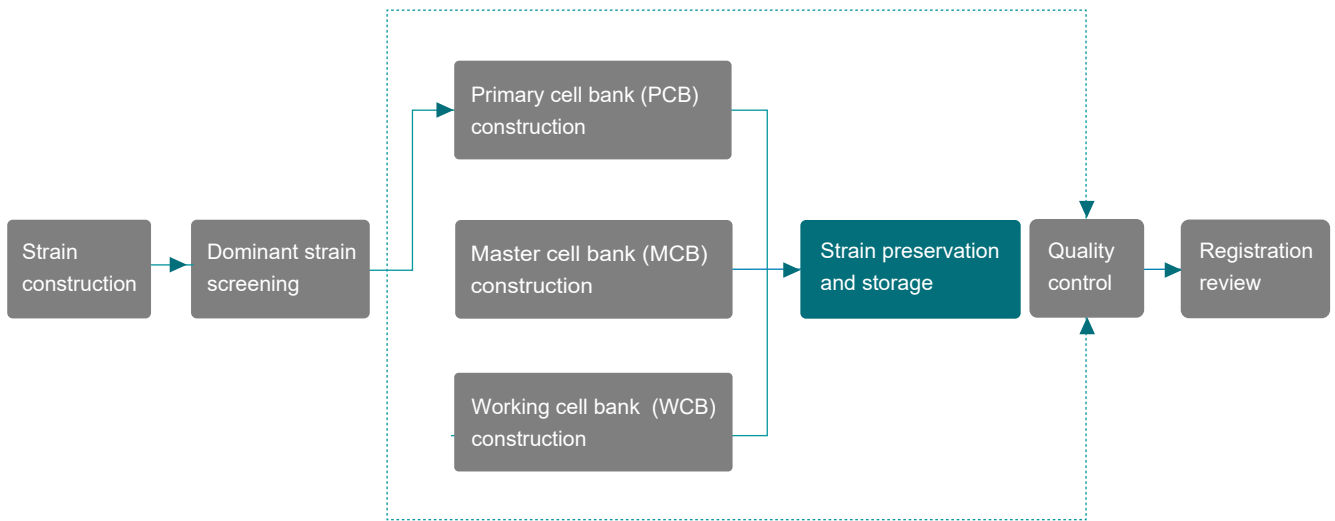 Strain
construction
Dominant strain
screening
Primary cell bank (PCB)
construction
Master cell bank (MCB)
construction
Working cell bank  (WCB)
construction
Strain preservation
and storage
Quality
control
Registration
review